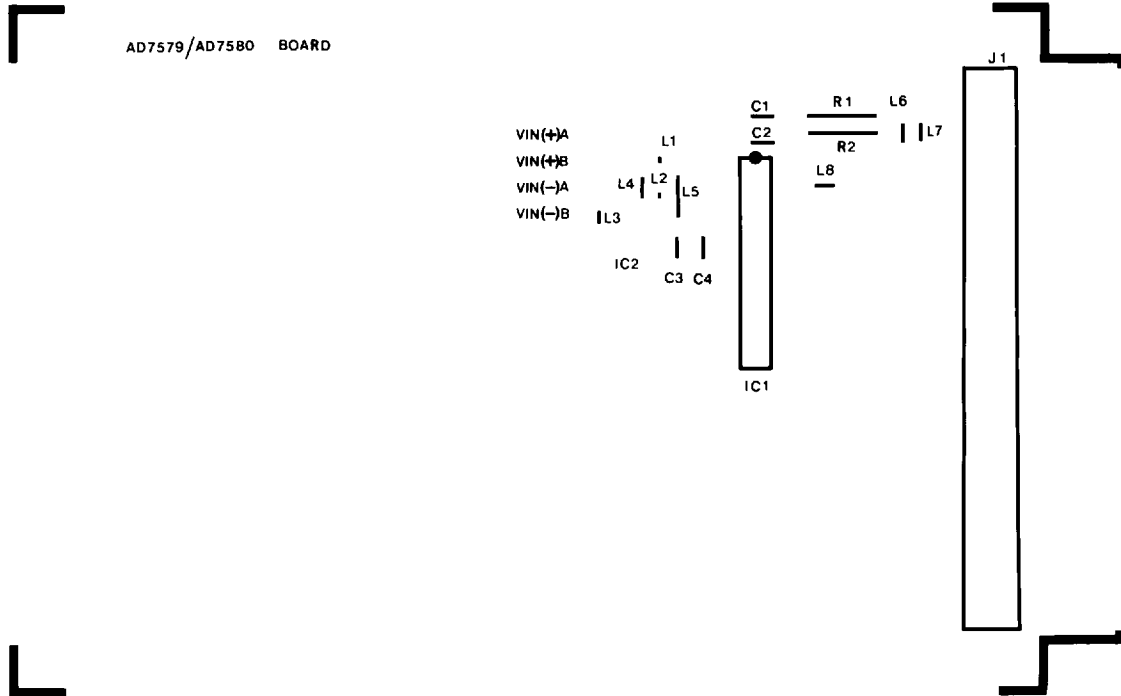 AD7579/AD7580 BOARD
J1
C1 R1 L6
VIN(+)A L1 C2 R2 L7
VIN(+)B
VIN(−)A L4 L2 L5 L8
VIN(−)B L3
IC2 C3 C4
IC1